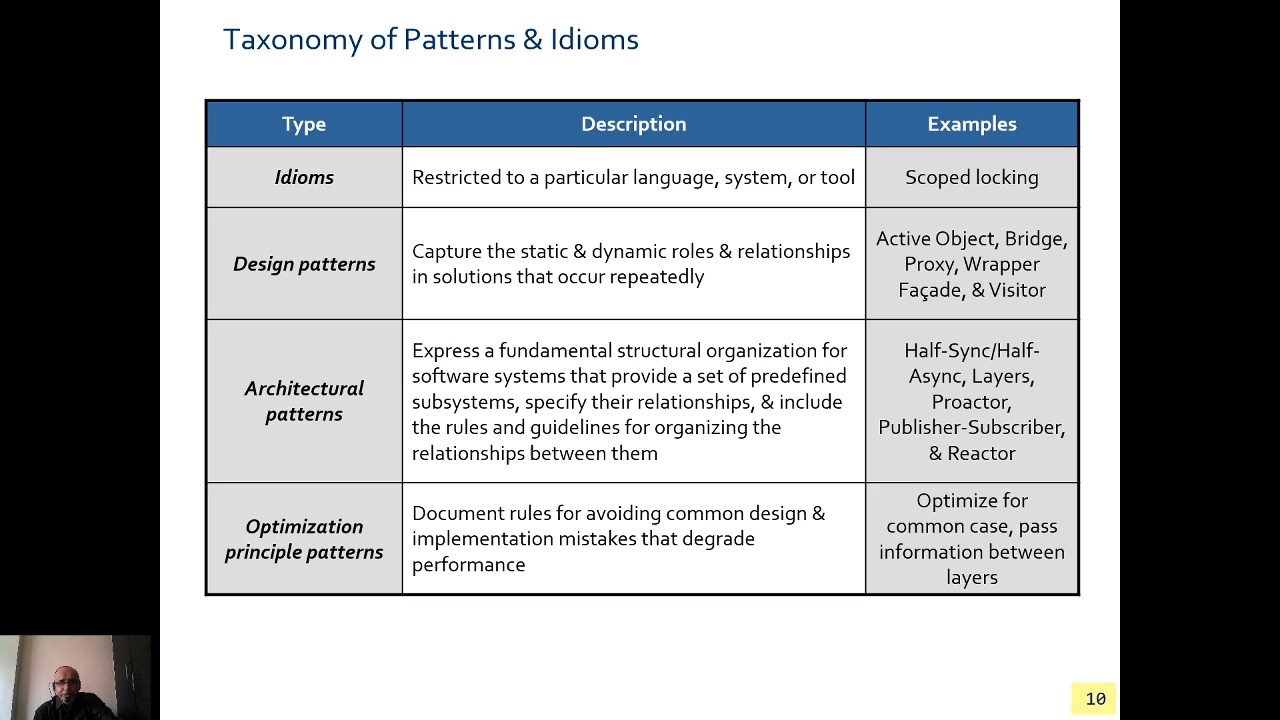 Taxonomy of Patterns & Idioms
Type
Description
Examples
Idioms
Restricted to a particular language, system, or tool
Scoped locking
Design patterns
Capture the static & dynamic roles & relationships
in solutions that occur repeatedly
Active Object, Bridge,
Proxy, Wrapper
Façade, & Visitor
Architectural
patterns
Express a fundamental structural organization for
software systems that provide a set of predefined
subsystems, specify their relationships, & include
the rules and guidelines for organizing the
relationships between them
Half-Sync/Half-
Async, Layers,
Proactor,
Publisher-Subscriber,
& Reactor
Optimization
principle patterns
Document rules for avoiding common design &
implementation mistakes that degrade
performance
Optimize for
common case, pass
information between
layers
10